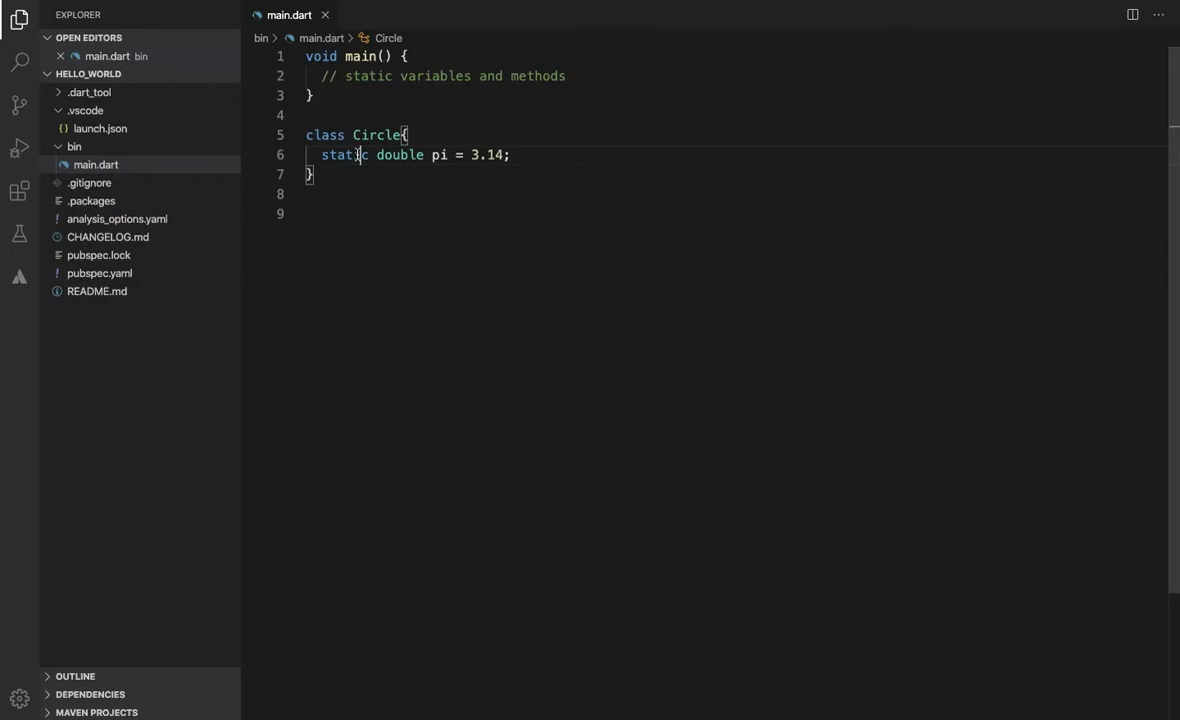 EXPLORER
OPEN EDITORS
main.dart bin
HELLO_WORLD
.dart_tool
.vscode
launch.json
bin
main.dart
.gitignore
.packages
analysis_options.yaml
CHANGELOG.md
pubspec.lock
pubspec.yaml
README.md
OUTLINE
DEPENDENCIES
MAVEN PROJECTS
main.dart
bin > main.dart > Circle
1 void main() {
2 // static variables and methods
3 }
4
5 class Circle{
6 static double pi = 3.14;
7 }
8
9